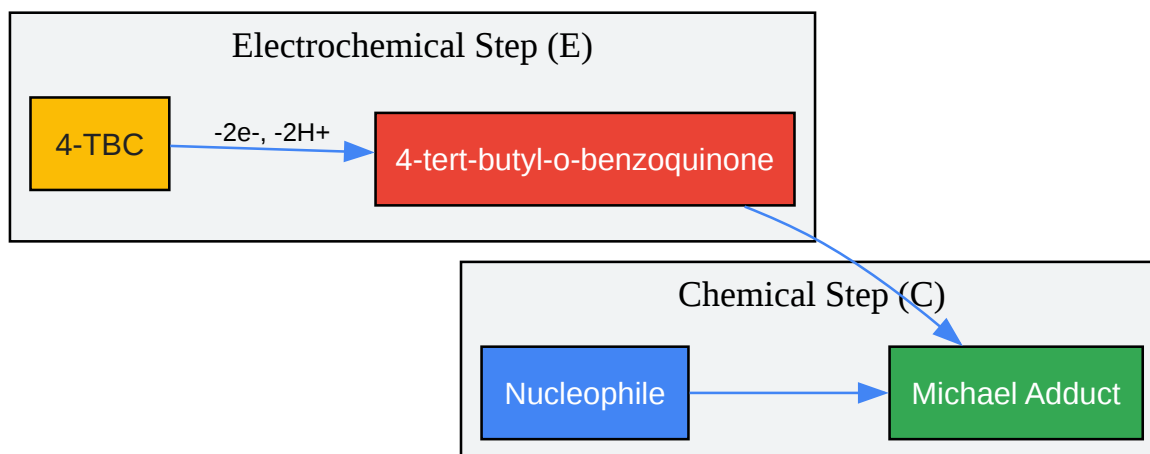 Electrochemical Step (E)
4-TBC
-2e-, -2H+
4-tert-butyl-o-benzoquinone
Chemical Step (C)
Nucleophile
Michael Adduct